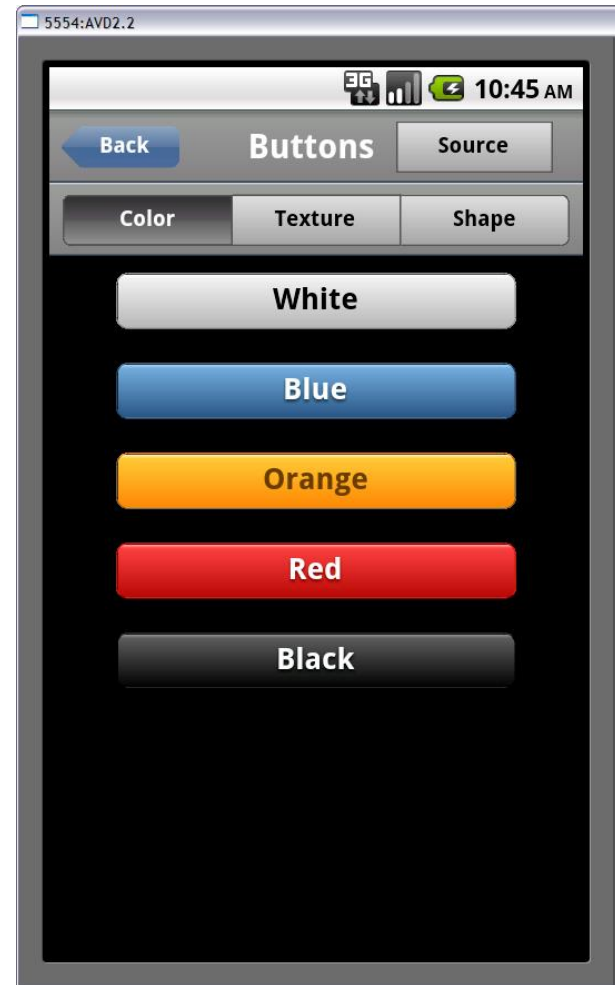 5554:AVD2.2
3G 10:45 AM
Back Buttons Source
Color Texture Shape
White
Blue
Orange
Red
Black